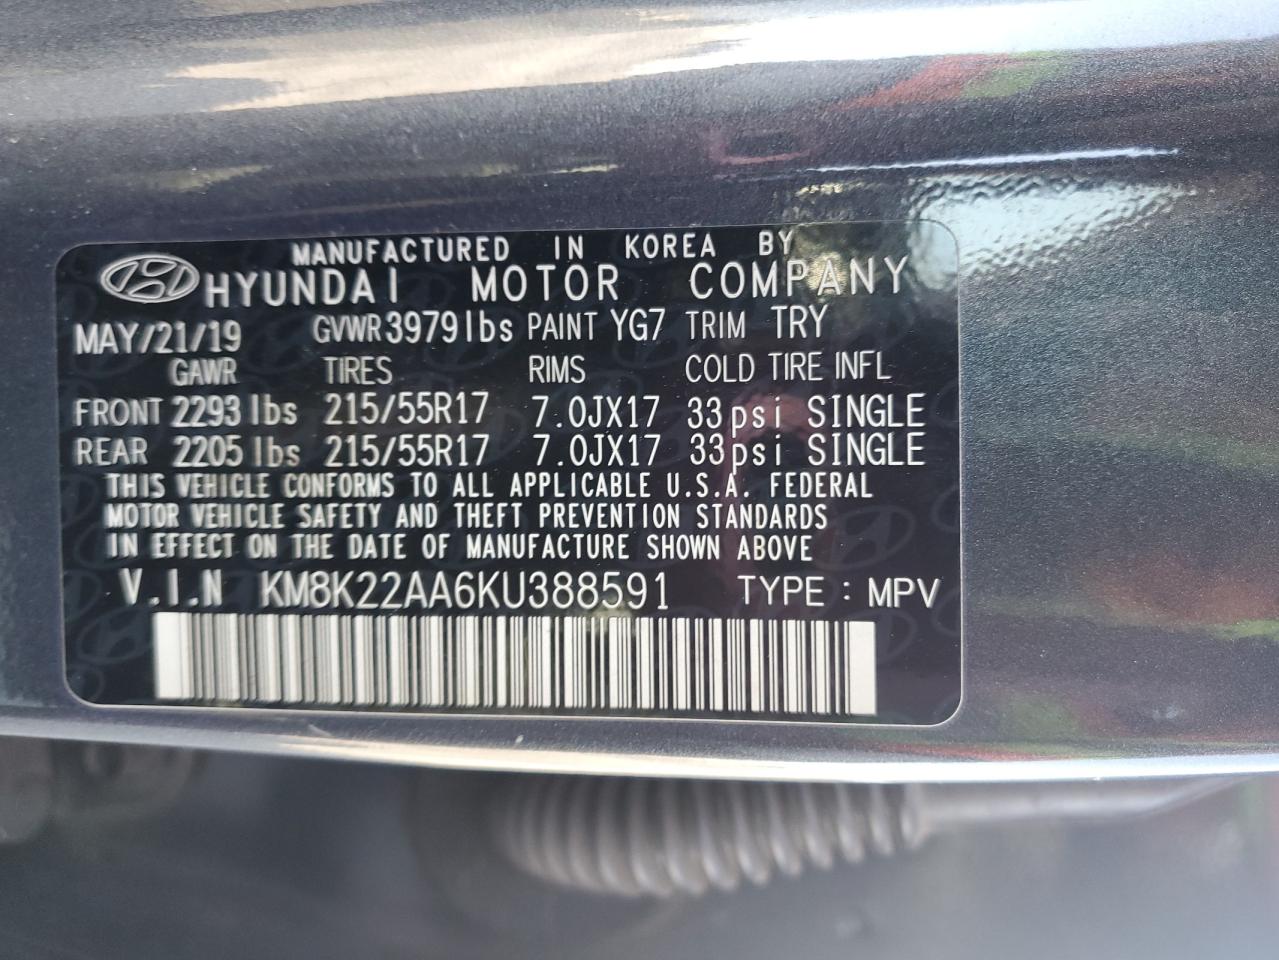 MANUFACTURED IN KOREA BY
HYUNDAI MOTOR COMPANY
MAY/21/19 GVWR 3979lbs PAINT YG7 TRIM TRY
GAWR TIRES RIMS COLD TIRE INFL
FRONT 2293 lbs 215/55R17 7.0JX17 33psi SINGLE
REAR 2205 lbs 215/55R17 7.0JX17 33psi SINGLE
THIS VEHICLE CONFORMS TO ALL APPLICABLE U.S.A. FEDERAL
MOTOR VEHICLE SAFETY AND THEFT PREVENTION STANDARDS
IN EFFECT ON THE DATE OF MANUFACTURE SHOWN ABOVE
V.I.N KM8K22AA6KU388591 TYPE : MPV